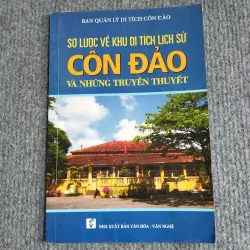 BAN QUẢN LÝ DI TÍCH CÔN ĐẢO
SƠ LƯỢC VỀ KHU DI TÍCH LỊCH SỬ
CÔN ĐẢO
VÀ NHỮNG TRUYỀN THUYẾT
NHÀ XUẤT BẢN VĂN HÓA - VĂN NGHỆ